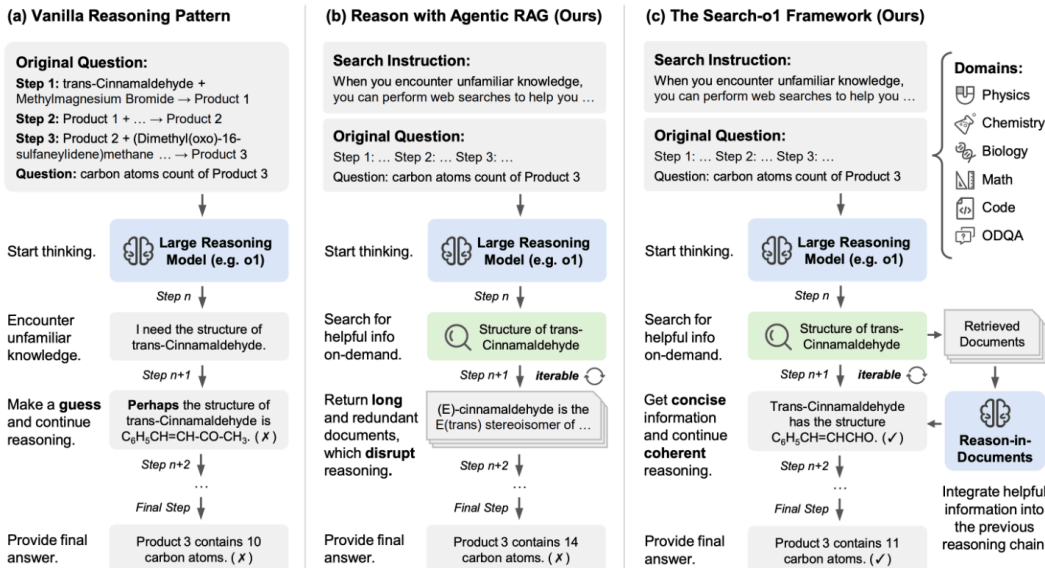 (a) Vanilla Reasoning Pattern
Original Question:
Step 1: trans-Cinnamaldehyde +
Methylmagnesium Bromide → Product 1
Step 2: Product 1 + … → Product 2
Step 3: Product 2 + (Dimethyl(oxo)-16-
sulfaneylidene)methane … → Product 3
Question: carbon atoms count of Product 3
Start thinking.
Large Reasoning
Model (e.g. o1)
Step n
Encounter
unfamiliar
knowledge.
I need the structure of
trans-Cinnamaldehyde.
Step n+1
Make a guess
and continue
reasoning.
Perhaps the structure of
trans-Cinnamaldehyde is
C₆H₅CH=CH-CO-CH₃. (✗)
Step n+2
…
Final Step
Provide final
answer.
Product 3 contains 10
carbon atoms. (✗)
(b) Reason with Agentic RAG (Ours)
Search Instruction:
When you encounter unfamiliar knowledge,
you can perform web searches to help you …
Original Question:
Step 1: … Step 2: … Step 3: …
Question: carbon atoms count of Product 3
Start thinking.
Large Reasoning
Model (e.g. o1)
Step n
Search for
helpful info
on-demand.
Structure of trans-
Cinnamaldehyde
Step n+1
iterable
Return long
and redundant
documents,
which disrupt
reasoning.
(E)-cinnamaldehyde is the
E(trans) stereoisomer of …
Step n+2
…
Final Step
Provide final
answer.
Product 3 contains 14
carbon atoms. (✗)
(c) The Search-o1 Framework (Ours)
Search Instruction:
When you encounter unfamiliar knowledge,
you can perform web searches to help you …
Original Question:
Step 1: … Step 2: … Step 3: …
Question: carbon atoms count of Product 3
Domains:
Physics
Chemistry
Biology
Math
Code
ODQA
Start thinking.
Large Reasoning
Model (e.g. o1)
Step n
Search for
helpful info
on-demand.
Structure of trans-
Cinnamaldehyde
Retrieved
Documents
Step n+1
iterable
Get concise
information
and continue
coherent
reasoning.
Trans-Cinnamaldehyde
has the structure
C₆H₅CH=CHCHO. (✓)
Reason-in-
Documents
Integrate helpful
information into
the previous
reasoning chain
Step n+2
…
Final Step
Provide final
answer.
Product 3 contains 11
carbon atoms. (✓)